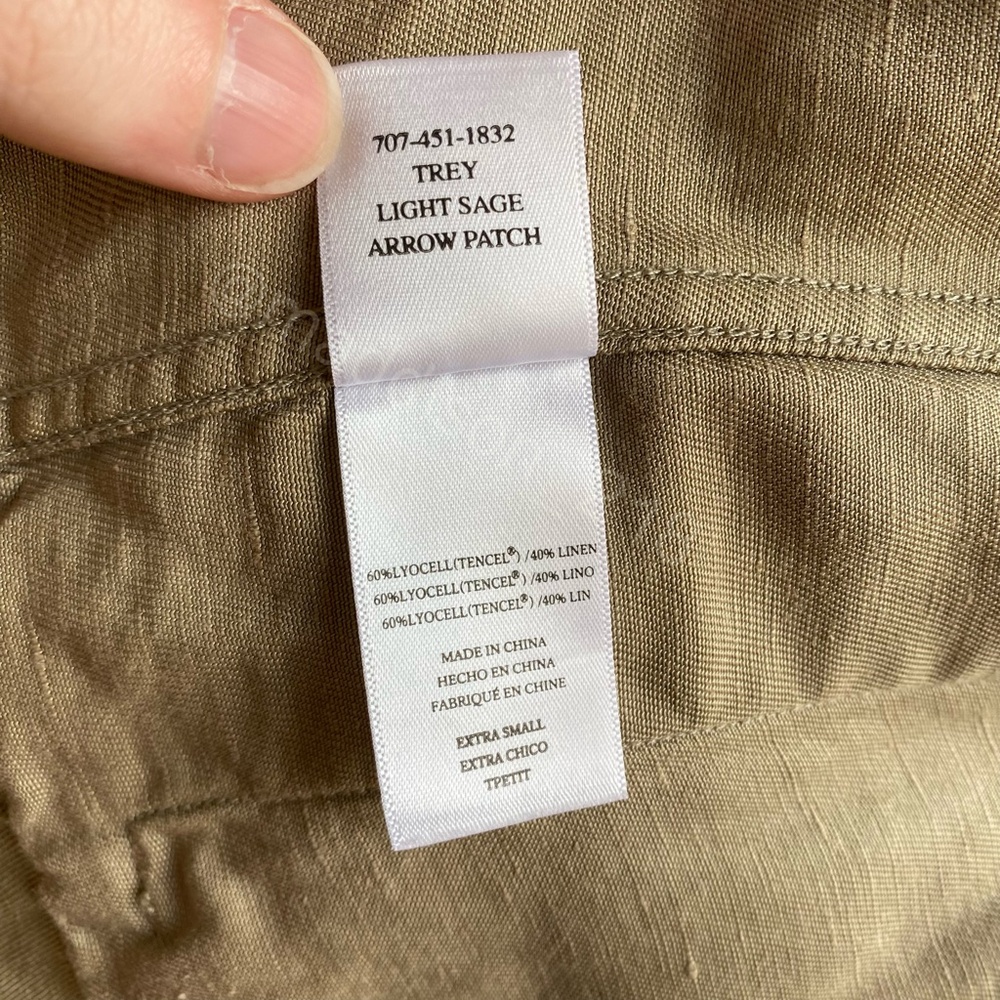 707-451-1832
TREY
LIGHT SAGE
ARROW PATCH
60%LYOCELL(TENCEL®) /40% LINEN
60%LYOCELL(TENCEL®) /40% LINO
60%LYOCELL(TENCEL®) /40% LIN
MADE IN CHINA
HECHO EN CHINA
FABRIQUÉ EN CHINE
EXTRA SMALL
EXTRA CHICO
TPETIT